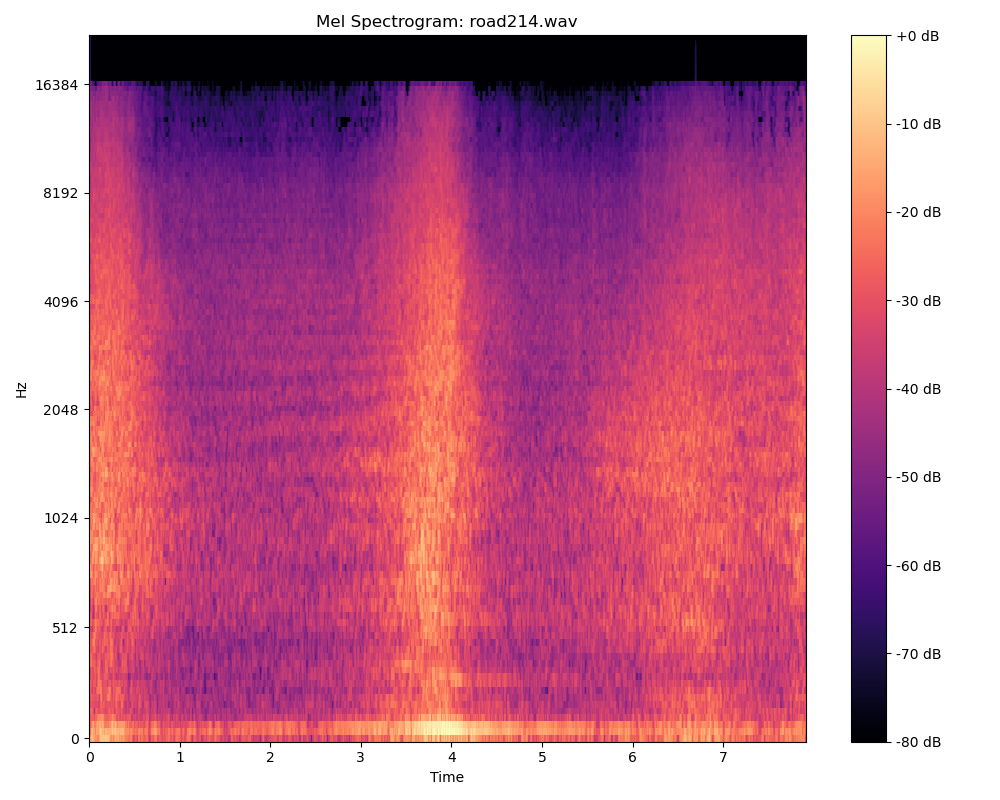 Mel Spectrogram: road214.wav
Hz
16384
8192
4096
2048
1024
512
0
0 1 2 3 4 5 6 7
Time
+0 dB
-10 dB
-20 dB
-30 dB
-40 dB
-50 dB
-60 dB
-70 dB
-80 dB